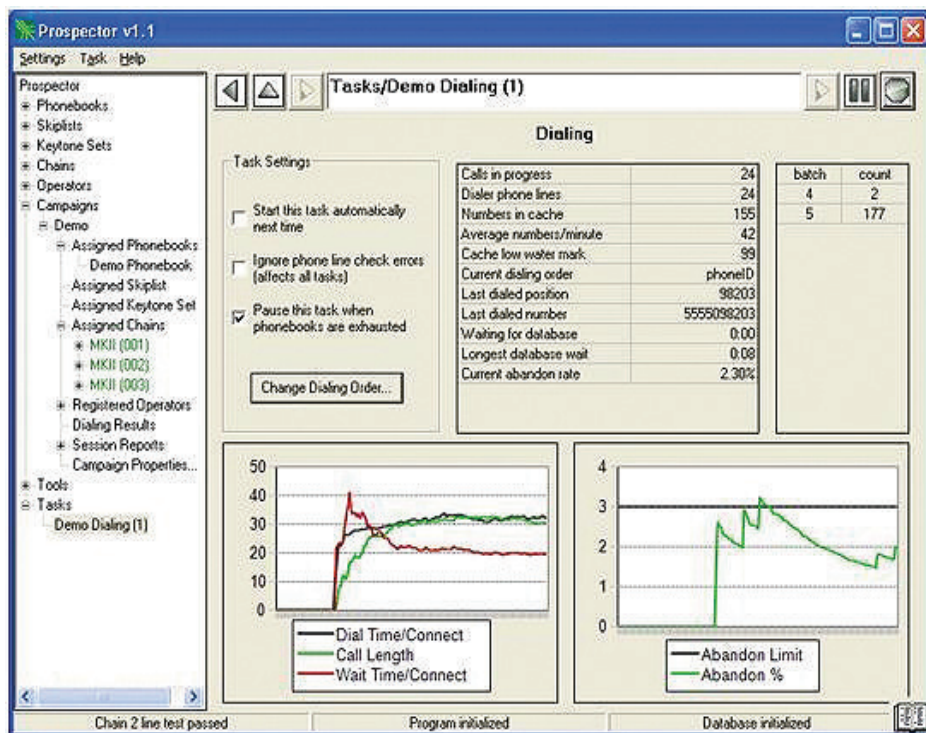 Prospector v1.1
Settings Task Help
Prospector
Phonebooks
Skiplists
Keytone Sets
Chains
Operators
Campaigns
Demo
Assigned Phonebooks
Demo Phonebook
Assigned Skiplist
Assigned Keytone Set
Assigned Chains
MKII (001)
MKII (002)
MKII (003)
Registered Operators
Dialing Results
Session Reports
Campaign Properties...
Tools
Tasks
Demo Dialing (1)
Tasks/Demo Dialing (1)
Dialing
Task Settings
Start this task automatically
next time
Ignore phone line check errors
(affects all tasks)
Pause this task when
phonebooks are exhausted
Change Dialing Order...
Calls in progress 24
Dialer phone lines 24
Numbers in cache 155
Average numbers/minute 42
Cache low water mark 99
Current dialing order phoneID
Last dialed position 98203
Last dialed number 5555098203
Waiting for database 0:00
Longest database wait 0:08
Current abandon rate 2.30%
batch count
4 2
5 177
50
40
30
20
10
0
Dial Time/Connect
Call Length
Wait Time/Connect
4
3
2
1
0
Abandon Limit
Abandon %
Chain 2 line test passed
Program initialized
Database initialized